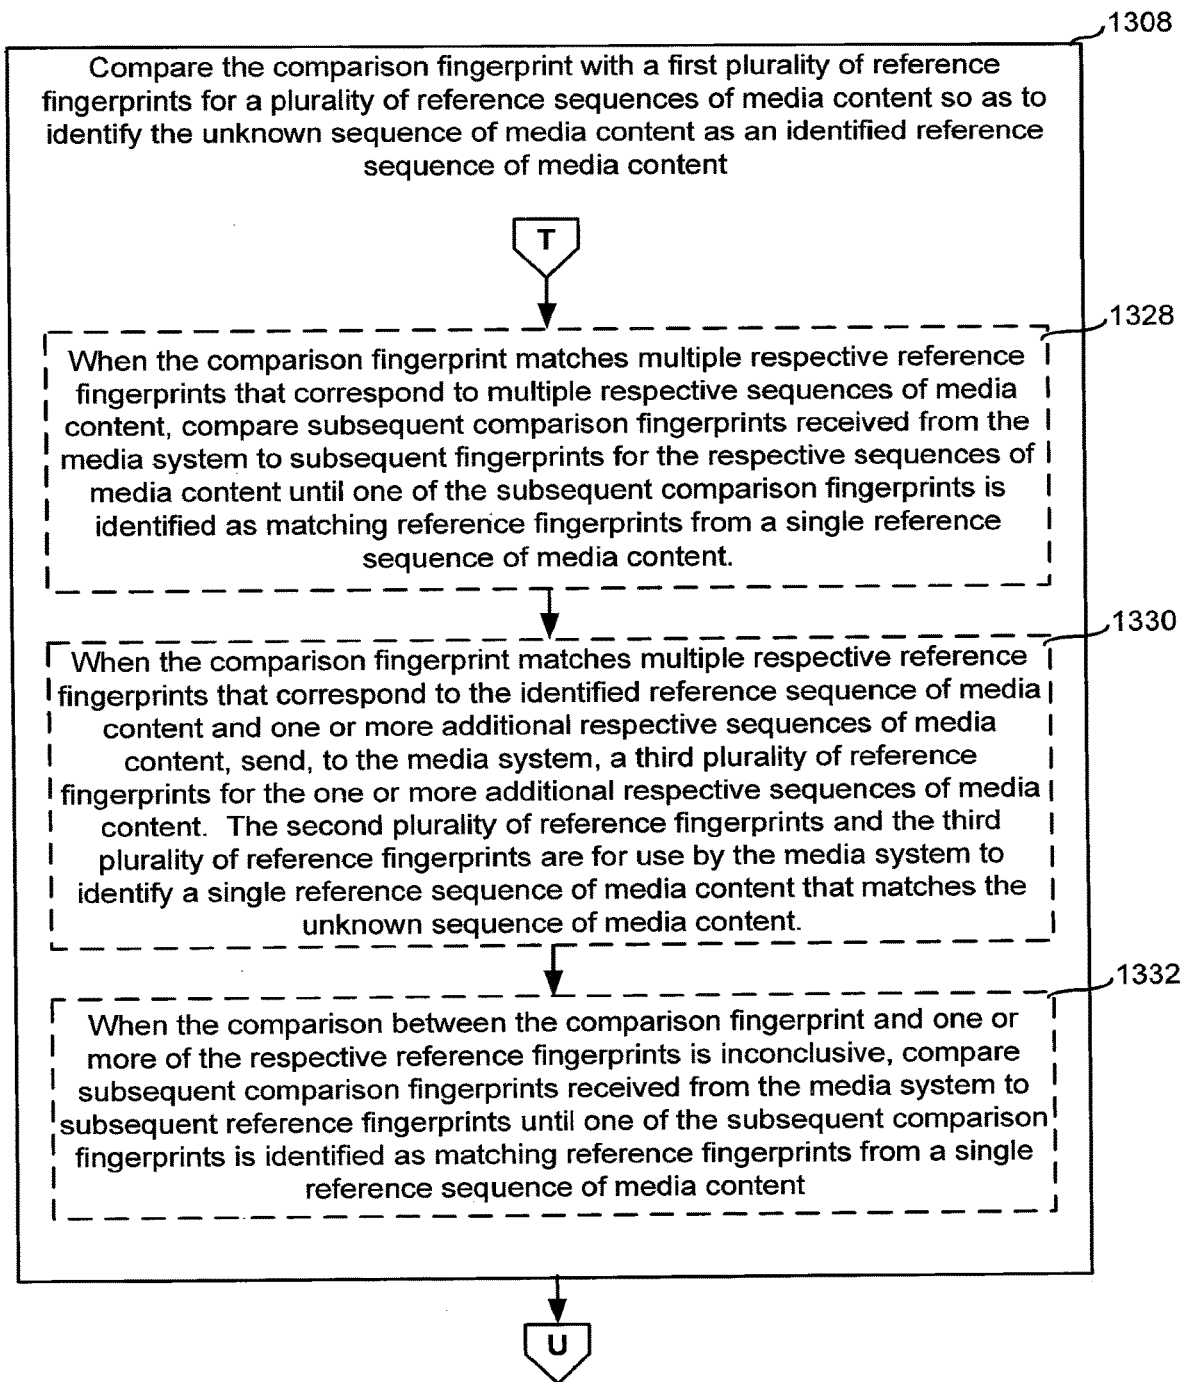 1308
Compare the comparison fingerprint with a first plurality of reference
fingerprints for a plurality of reference sequences of media content so as to
identify the unknown sequence of media content as an identified reference
sequence of media content
T
1328
When the comparison fingerprint matches multiple respective reference
fingerprints that correspond to multiple respective sequences of media
content, compare subsequent comparison fingerprints received from the
media system to subsequent fingerprints for the respective sequences of
media content until one of the subsequent comparison fingerprints is
identified as matching reference fingerprints from a single reference
sequence of media content.
1330
When the comparison fingerprint matches multiple respective reference
fingerprints that correspond to the identified reference sequence of media
content and one or more additional respective sequences of media
content, send, to the media system, a third plurality of reference
fingerprints for the one or more additional respective sequences of media
content. The second plurality of reference fingerprints and the third
plurality of reference fingerprints are for use by the media system to
identify a single reference sequence of media content that matches the
unknown sequence of media content.
1332
When the comparison between the comparison fingerprint and one or
more of the respective reference fingerprints is inconclusive, compare
subsequent comparison fingerprints received from the media system to
subsequent reference fingerprints until one of the subsequent comparison
fingerprints is identified as matching reference fingerprints from a single
reference sequence of media content
U